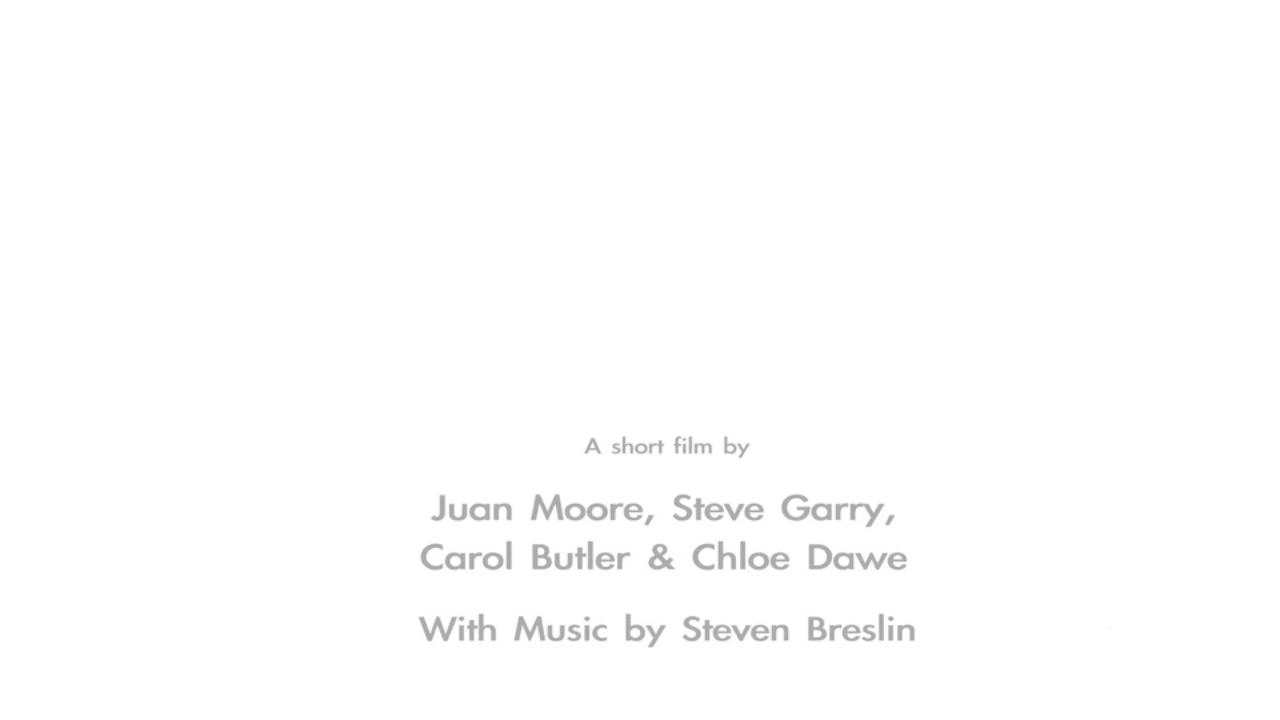 A short film by
Juan Moore, Steve Garry,
Carol Butler & Chloe Dawe
With Music by Steven Breslin